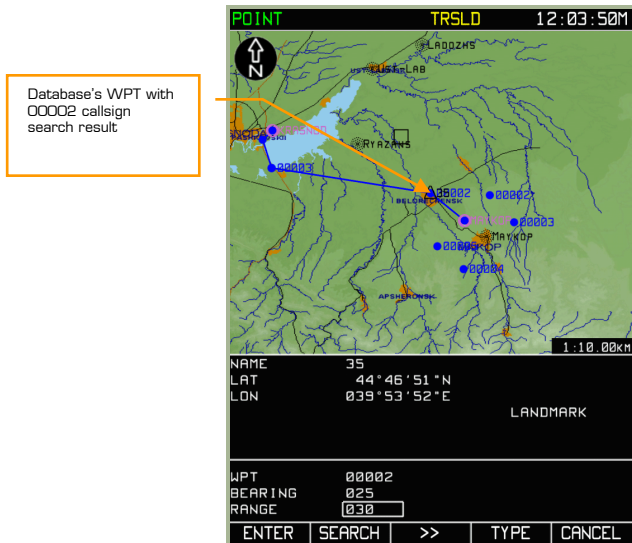 POINT TRSLD 12:03:50M
Database's WPT with
00002 callsign
search result
N
LADOZHS
UST-LAB
RYAZANS
00003
00002
BELORECHENSK
00002
00003
MAYKOP
00004
APSHERONSK
1:10.00KM
NAME 35
LAT 44°46'51"N
LON 039°53'52"E
LANDMARK
WPT 00002
BEARING 025
RANGE 030
ENTER SEARCH >> TYPE CANCEL